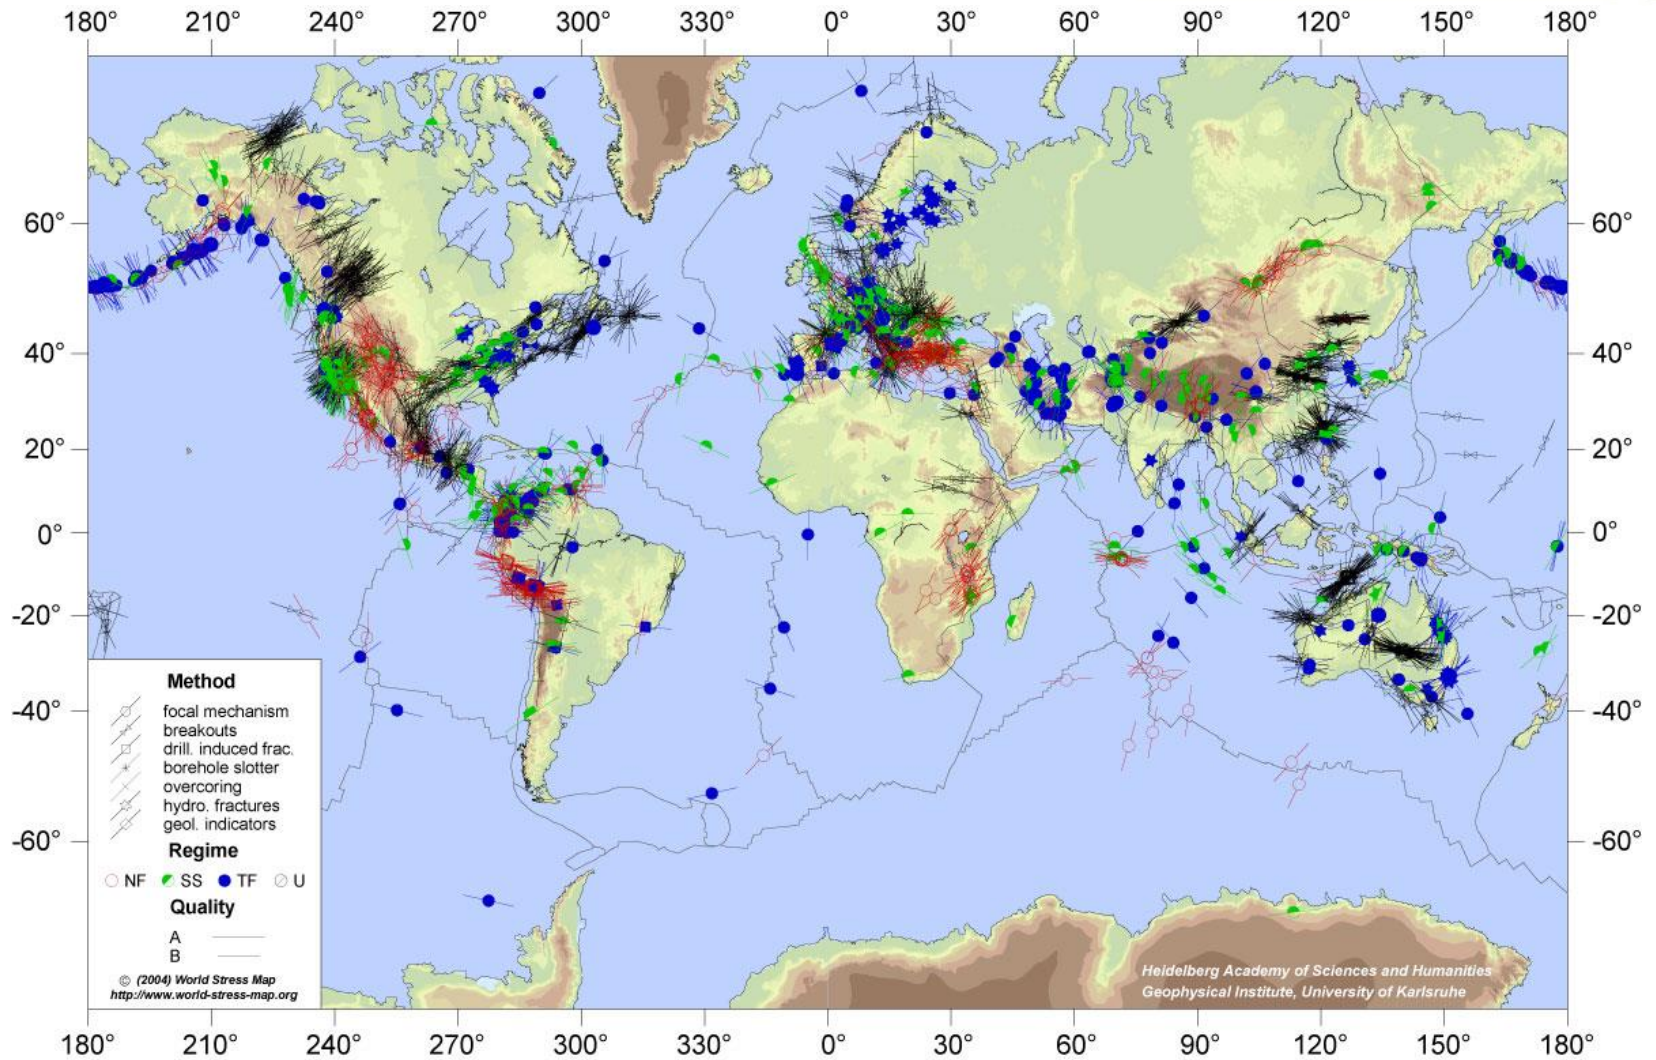 180° 210° 240° 270° 300° 330° 0° 30° 60° 90° 120° 150° 180°
60° 60°
40° 40°
20° 20°
0° 0°
-20° -20°
-40° -40°
-60° -60°
Method
focal mechanism
breakouts
drill. induced frac.
borehole slotter
overcoring
hydro. fractures
geol. indicators
Regime
NF SS TF U
Quality
A
B
© (2004) World Stress Map
http://www.world-stress-map.org
Heidelberg Academy of Sciences and Humanities
Geophysical Institute, University of Karlsruhe
180° 210° 240° 270° 300° 330° 0° 30° 60° 90° 120° 150° 180°